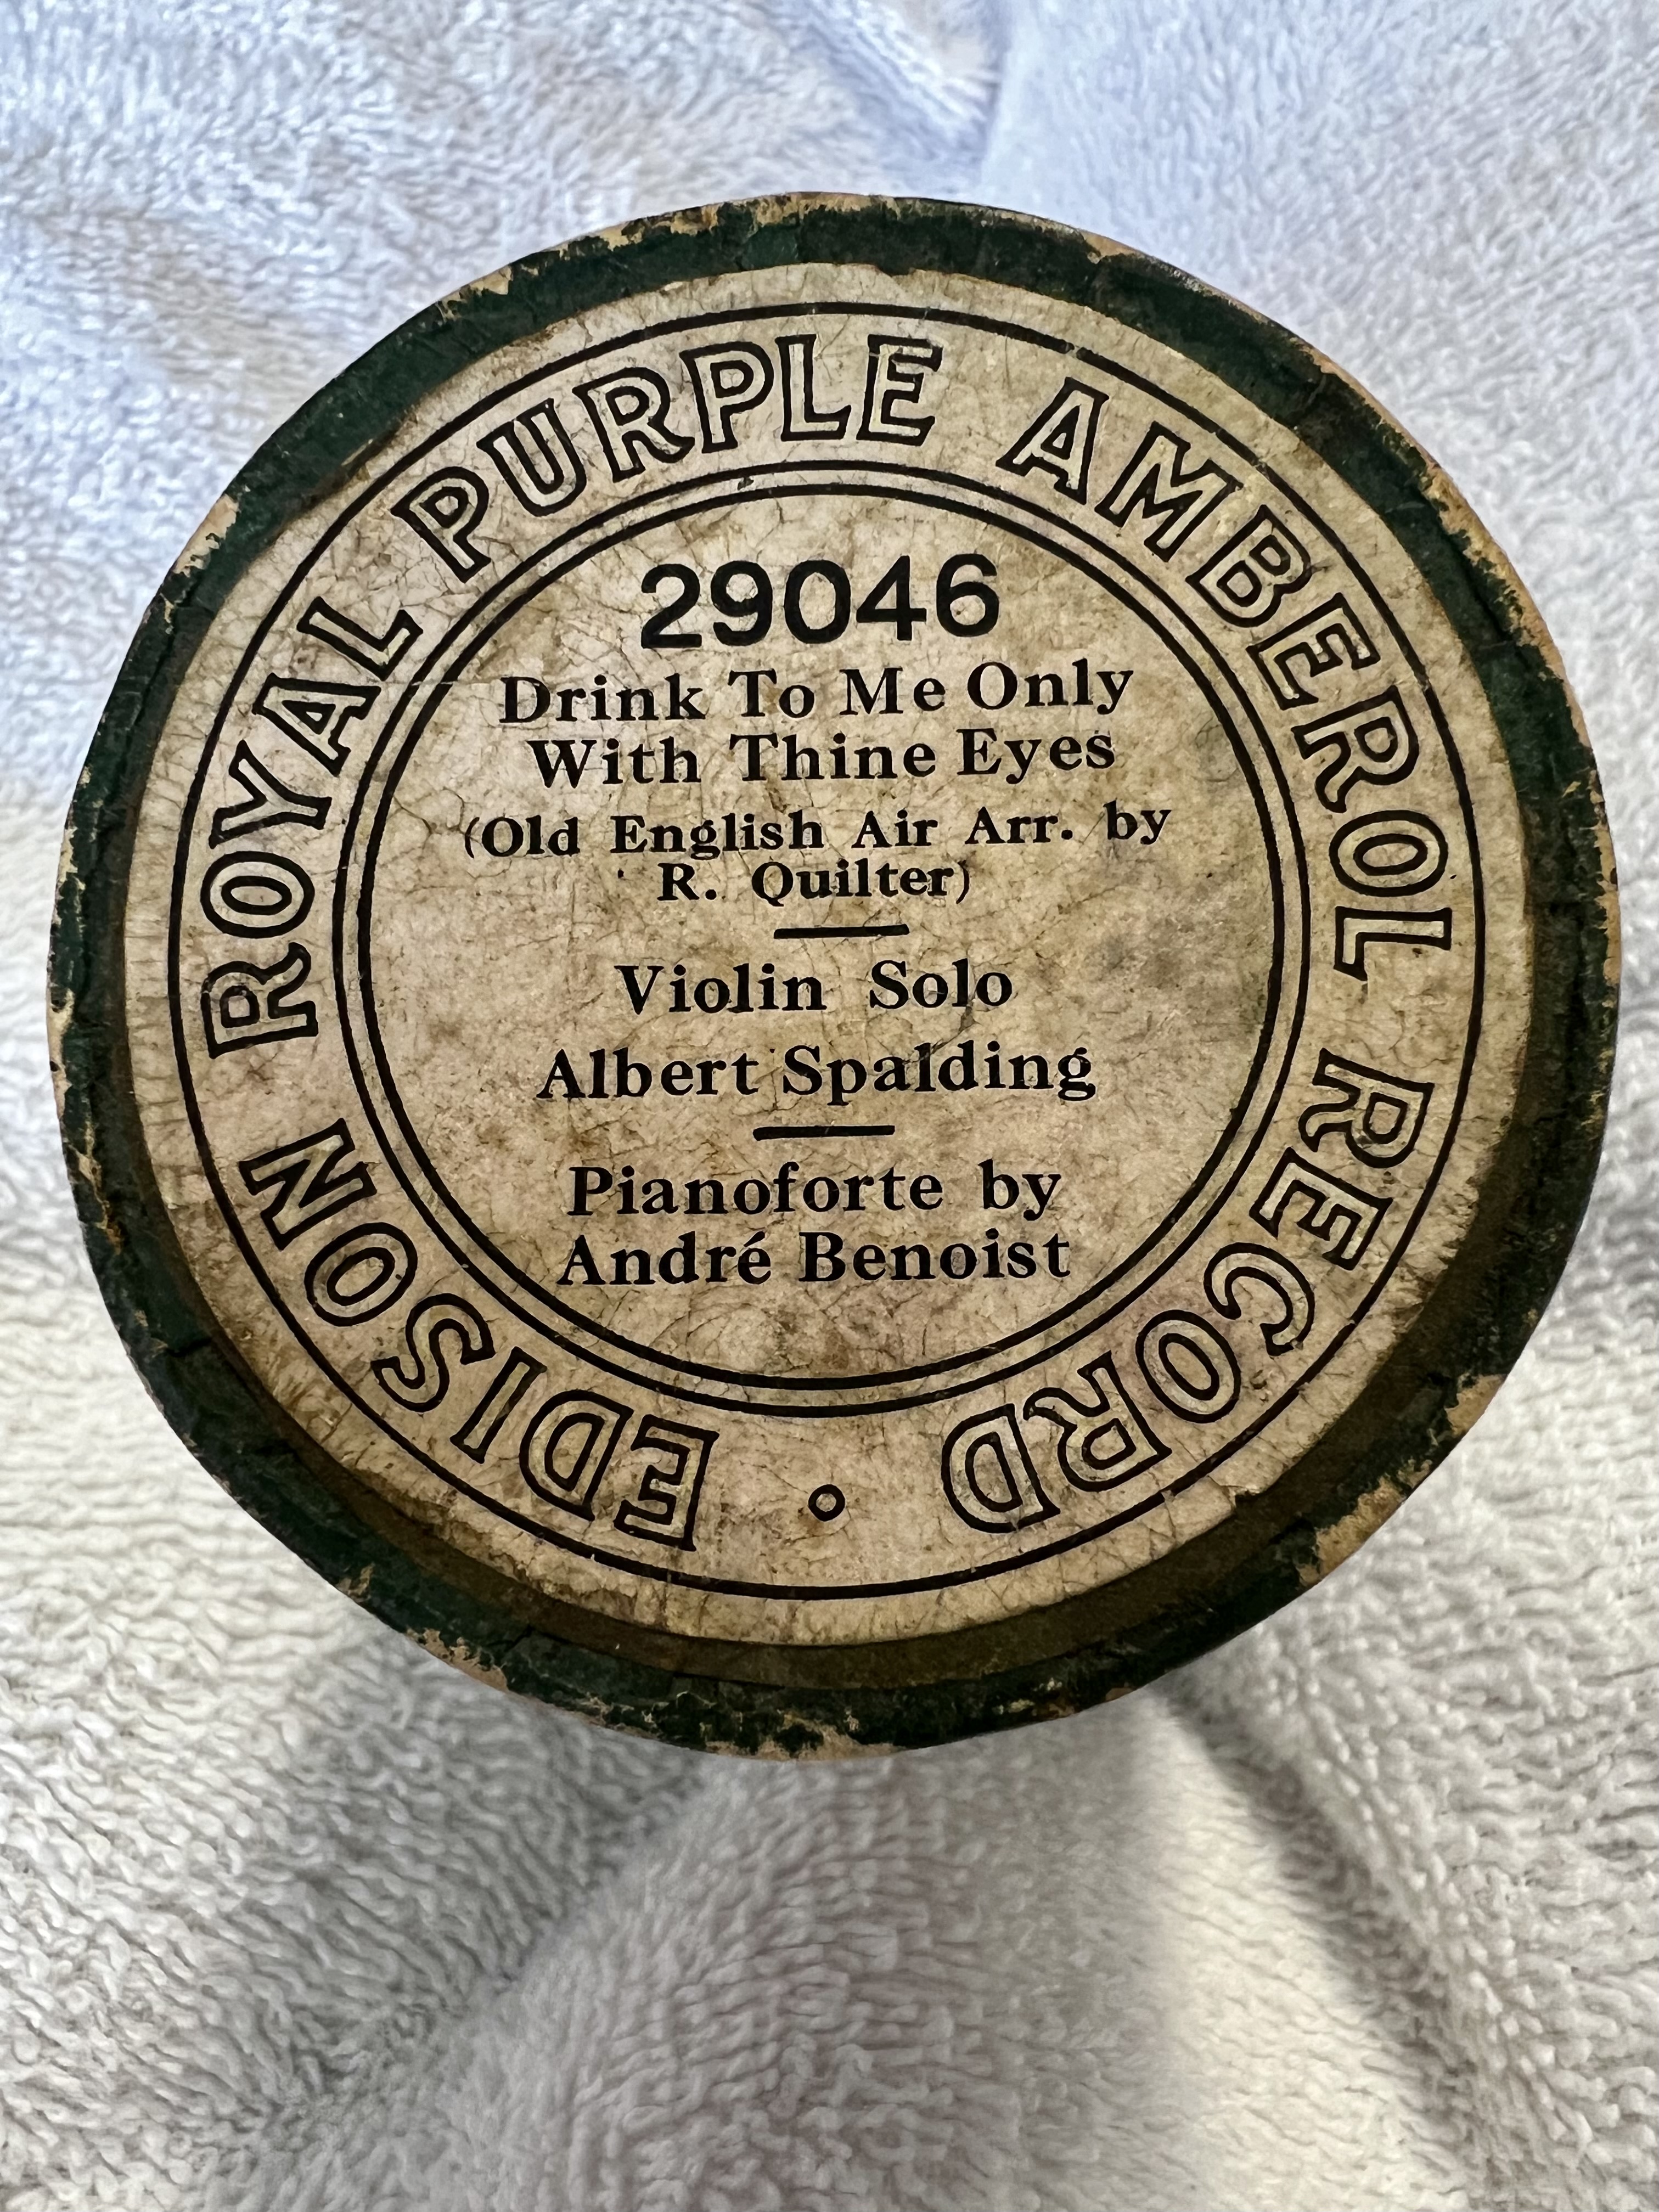 EDISON ROYAL PURPLE AMBEROL RECORD
29046
Drink To Me Only
With Thine Eyes
(Old English Air Arr. by
R. Quilter)
Violin Solo
Albert Spalding
Pianoforte by
André Benoist